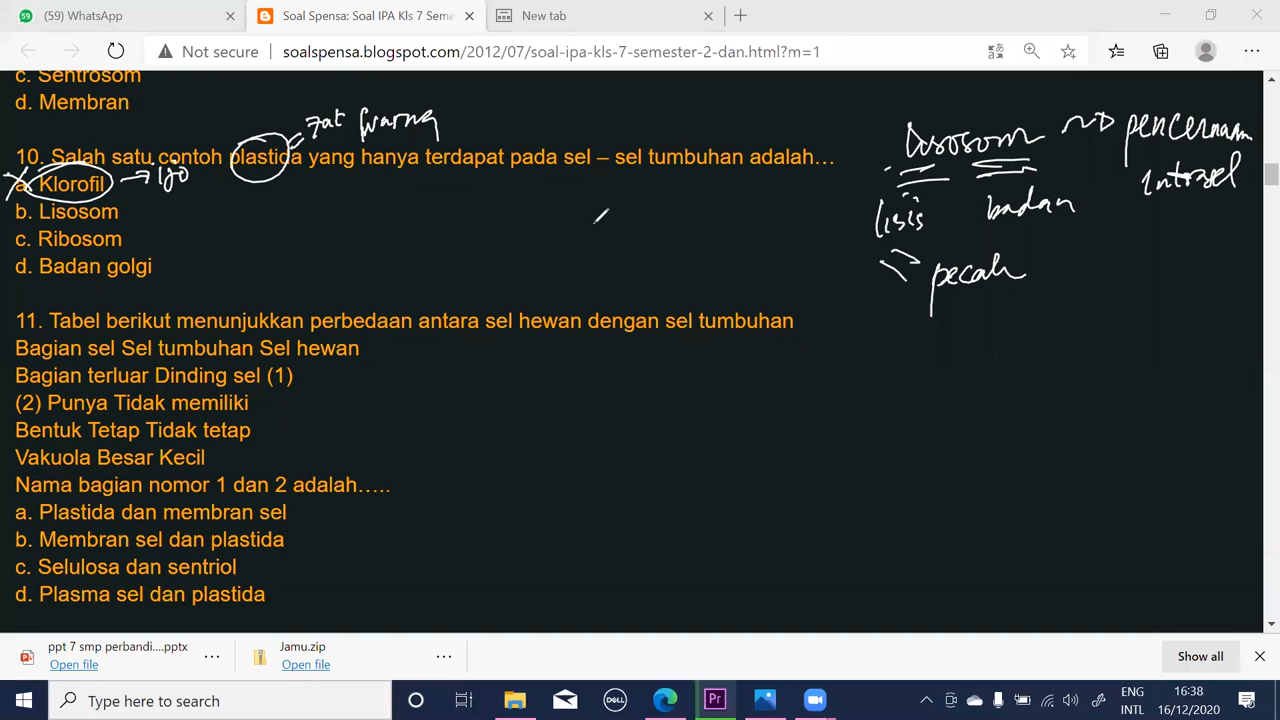 (59) WhatsApp
Soal Spensa: Soal IPA Kls 7 Seme
New tab
Not secure
soalspensa.blogspot.com/2012/07/soal-ipa-kls-7-semester-2-dan.html?m=1
c. Sentrosom
d. Membran
zat warna
Lisosom
pencernaan
intrasel
10. Salah satu contoh plastida yang hanya terdapat pada sel – sel tumbuhan adalah…
a. Klorofil
ijo
b. Lisosom
lisis
badan
c. Ribosom
d. Badan golgi
pecah
11. Tabel berikut menunjukkan perbedaan antara sel hewan dengan sel tumbuhan
Bagian sel Sel tumbuhan Sel hewan
Bagian terluar Dinding sel (1)
(2) Punya Tidak memiliki
Bentuk Tetap Tidak tetap
Vakuola Besar Kecil
Nama bagian nomor 1 dan 2 adalah…..
a. Plastida dan membran sel
b. Membran sel dan plastida
c. Selulosa dan sentriol
d. Plasma sel dan plastida
ppt 7 smp perbandi....pptx
Open file
Jamu.zip
Open file
Show all
Type here to search
DELL
Pr
ENG
INTL
16:38
16/12/2020